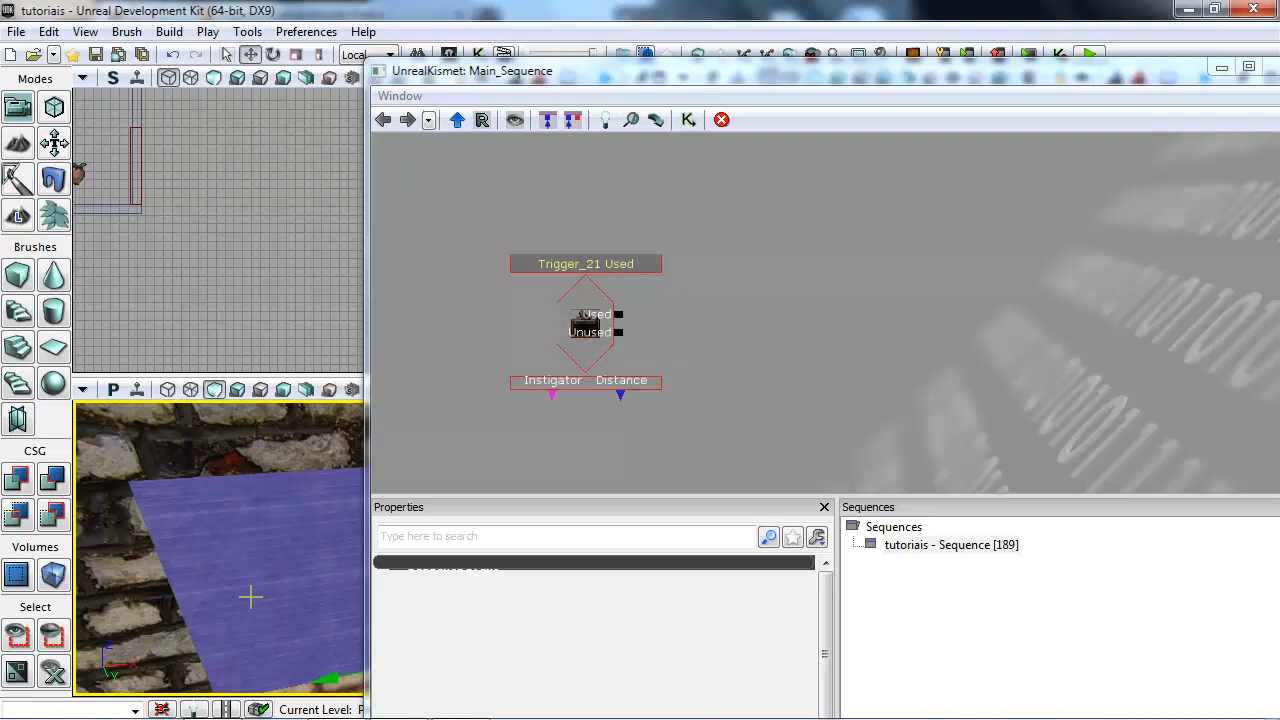 tutoriais - Unreal Development Kit (64-bit, DX9)
File Edit View Brush Build Play Tools Preferences Help
Local
Modes
UnrealKismet: Main_Sequence
Window
Trigger_21 Used
Used
Unused
Instigator Distance
Brushes
CSG
Volumes
Select
Properties
Type here to search
Sequences
Sequences
tutoriais - Sequence [189]
Current Level: P